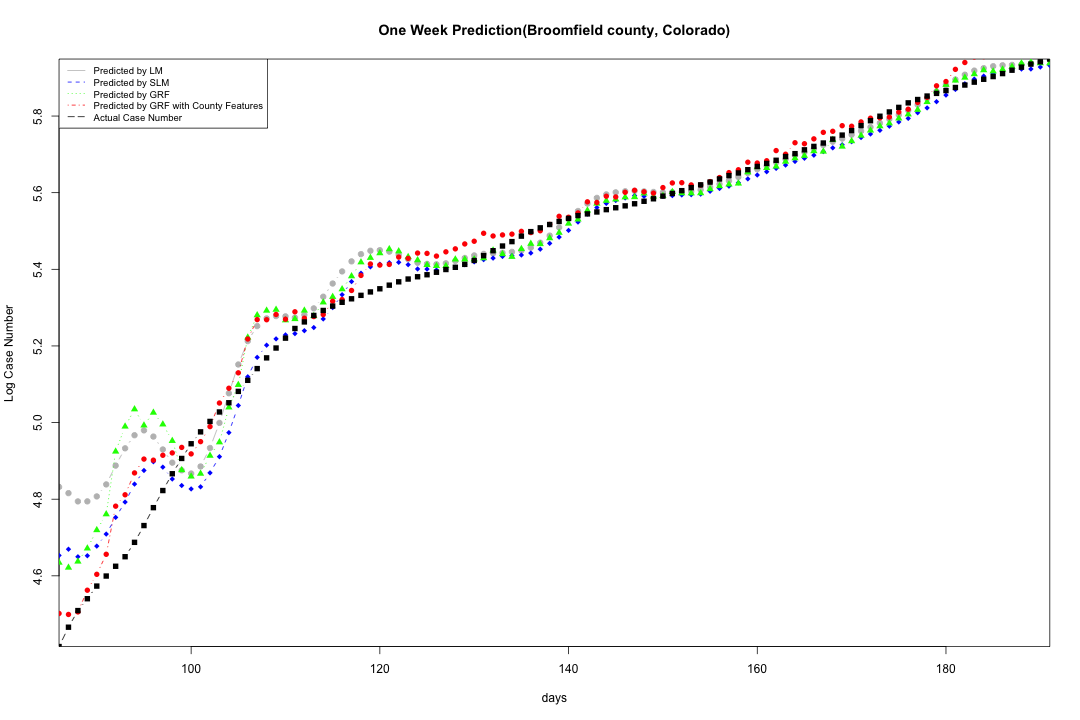 One Week Prediction(Broomfield county, Colorado)
Predicted by LM
Predicted by SLM
Predicted by GRF
Predicted by GRF with County Features
Actual Case Number
Log Case Number
5.8
5.6
5.4
5.2
5.0
4.8
4.6
100 120 140 160 180
days